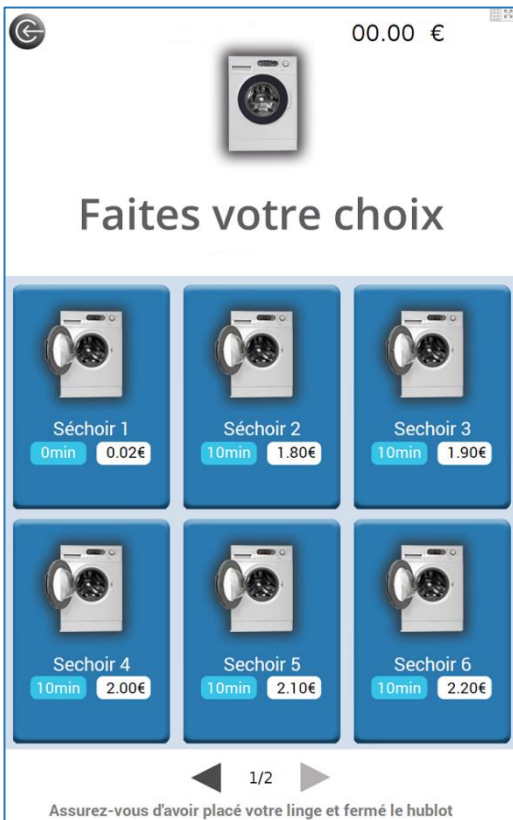 00.00 €
Faites votre choix
Séchoir 1
0min 0.02€
Séchoir 2
10min 1.80€
Sechoir 3
10min 1.90€
Sechoir 4
10min 2.00€
Sechoir 5
10min 2.10€
Sechoir 6
10min 2.20€
1/2
Assurez-vous d'avoir placé votre linge et fermé le hublot